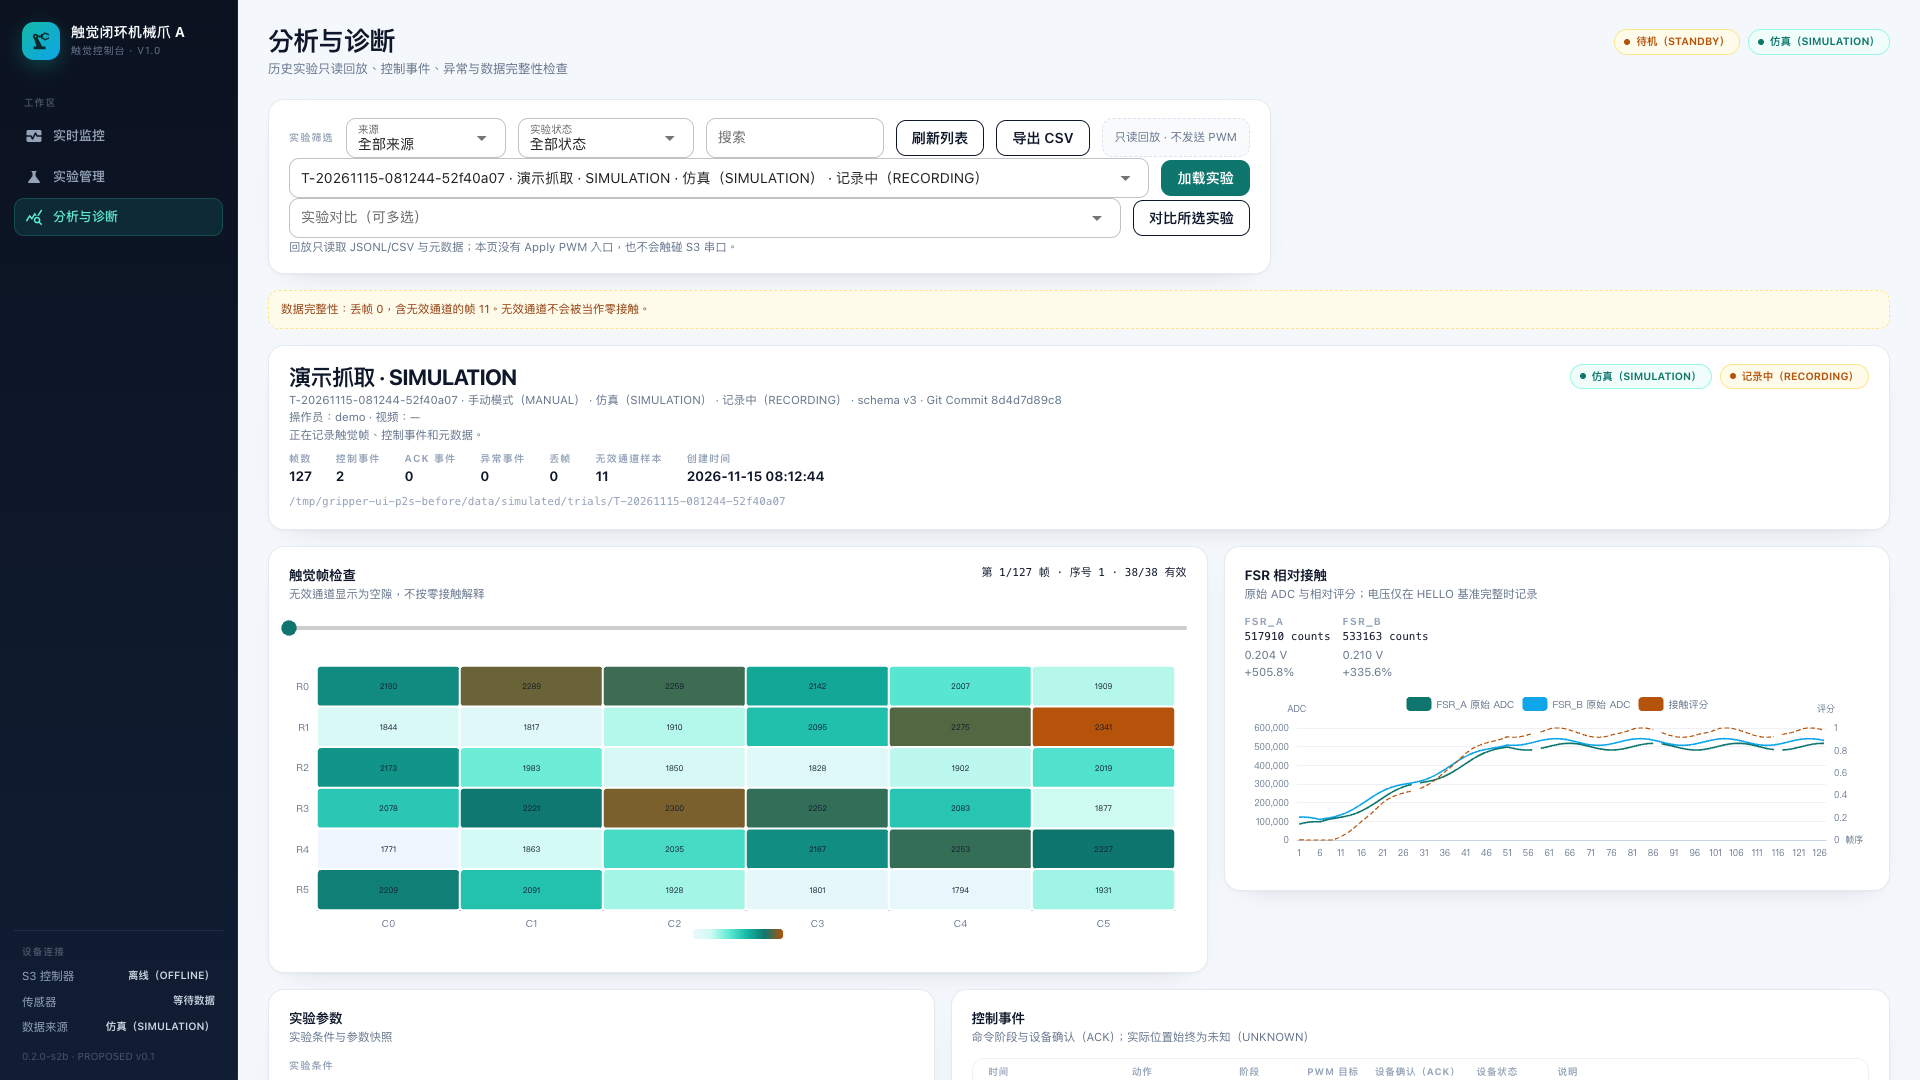 触觉闭环机械爪 A
触觉控制台 · V1.0
工作区
实时监控
实验管理
分析与诊断
设备连接
S3 控制器 离线（OFFLINE）
传感器 等待数据
数据来源 仿真（SIMULATION）
0.2.0-s2b · PROPOSED v0.1
分析与诊断
历史实验只读回放、控制事件、异常与数据完整性检查
待机（STANDBY）
仿真（SIMULATION）
实验筛选
来源
全部来源
实验状态
全部状态
搜索
刷新列表
导出 CSV
只读回放 · 不发送 PWM
T-20261115-081244-52f40a07 · 演示抓取 · SIMULATION · 仿真（SIMULATION） · 记录中（RECORDING）
加载实验
实验对比（可多选）
对比所选实验
回放只读取 JSONL/CSV 与元数据；本页没有 Apply PWM 入口，也不会触碰 S3 串口。
数据完整性：丢帧 0，含无效通道的帧 11。无效通道不会被当作零接触。
演示抓取 · SIMULATION
仿真（SIMULATION）
记录中（RECORDING）
T-20261115-081244-52f40a07 · 手动模式（MANUAL） · 仿真（SIMULATION） · 记录中（RECORDING） · schema v3 · Git Commit 8d4d7d89c8
操作员：demo · 视频：—
正在记录触觉帧、控制事件和元数据。
帧数 控制事件 ACK 事件 异常事件 丢帧 无效通道样本 创建时间
127 2 0 0 0 11 2026-11-15 08:12:44
/tmp/gripper-ui-p2s-before/data/simulated/trials/T-20261115-081244-52f40a07
触觉帧检查
第 1/127 帧 · 序号 1 · 38/38 有效
无效通道显示为空隙，不按零接触解释
R0 2190 2289 2259 2142 2007 1909
R1 1844 1817 1910 2095 2275 2341
R2 2173 1983 1850 1828 1902 2019
R3 2078 2221 2300 2252 2083 1877
R4 1771 1863 2035 2187 2253 2227
R5 2209 2091 1928 1801 1794 1931
C0 C1 C2 C3 C4 C5
FSR 相对接触
原始 ADC 与相对评分；电压仅在 HELLO 基准完整时记录
FSR_A FSR_B
517910 counts 533163 counts
0.204 V 0.210 V
+505.8% +335.6%
ADC FSR_A 原始 ADC FSR_B 原始 ADC 接触评分 评分
600,000 1
500,000 0.8
400,000 0.6
300,000 0.4
200,000 0.2
100,000
0 0 帧序
1 6 11 16 21 26 31 36 41 46 51 56 61 66 71 76 81 86 91 96 101 106 111 116 121 126
实验参数
实验条件与参数快照
实验条件
控制事件
命令阶段与设备确认（ACK）；实际位置始终为未知（UNKNOWN）
时间 动作 阶段 PWM 目标 设备确认（ACK） 设备状态 说明